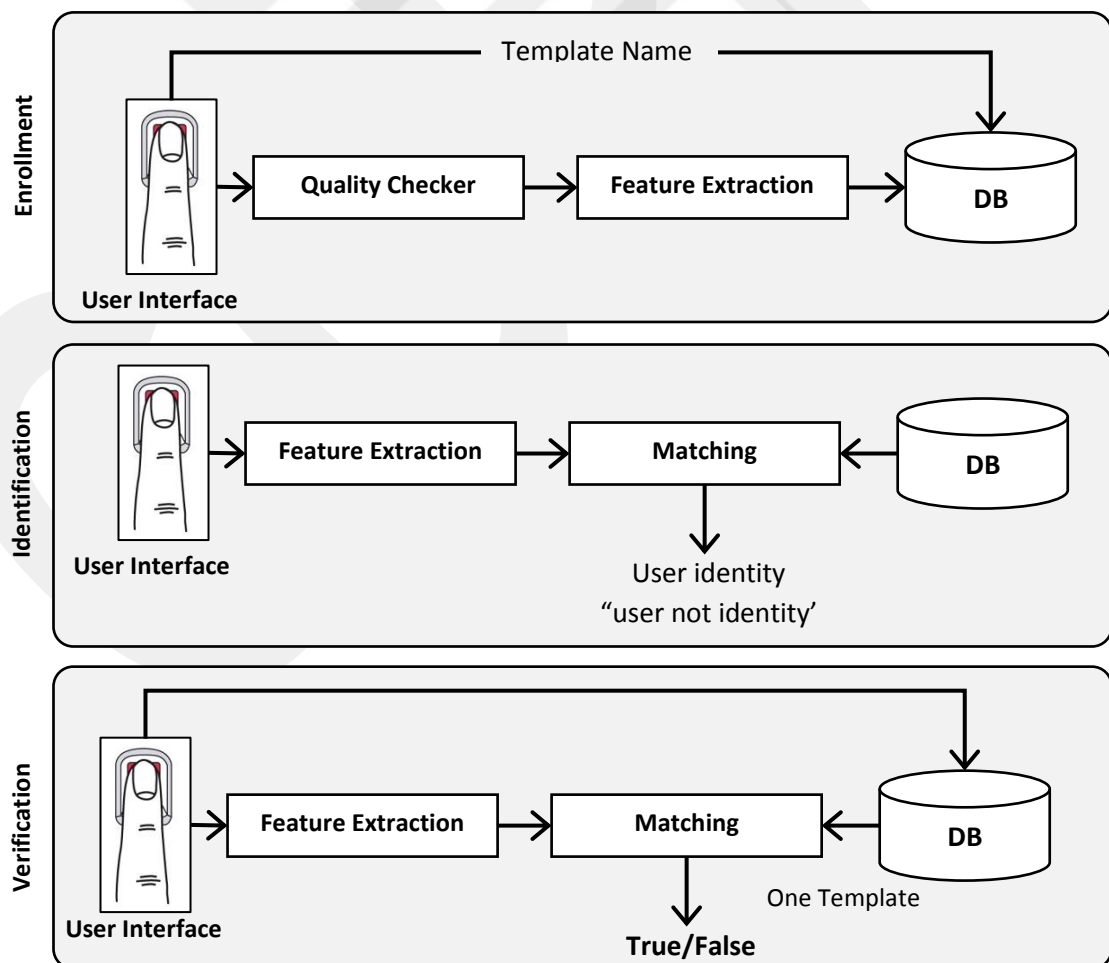 Enrollment
Template Name
Quality Checker
Feature Extraction
DB
User Interface
Identification
Feature Extraction
Matching
DB
User Interface
User identity
“user not identity’
Verification
Feature Extraction
Matching
DB
One Template
User Interface
True/False